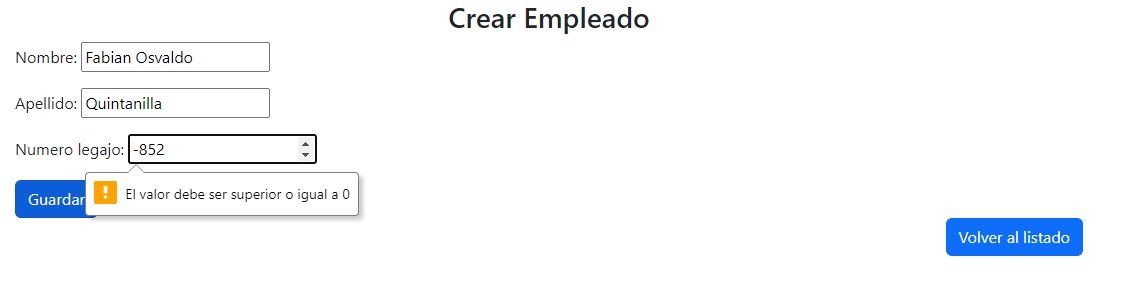 Crear Empleado
Nombre: Fabian Osvaldo
Apellido: Quintanilla
Numero legajo: -852
El valor debe ser superior o igual a 0
Guardar
Volver al listado